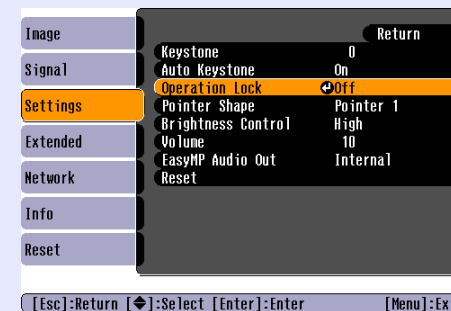 Image
Signal
Settings
Extended
Network
Info
Reset
Return
Keystone 0
Auto Keystone On
Operation Lock Off
Pointer Shape Pointer 1
Brightness Control High
Volume 10
EasyMP Audio Out Internal
Reset
[Esc]:Return [◆]:Select [Enter]:Enter [Menu]:Ex